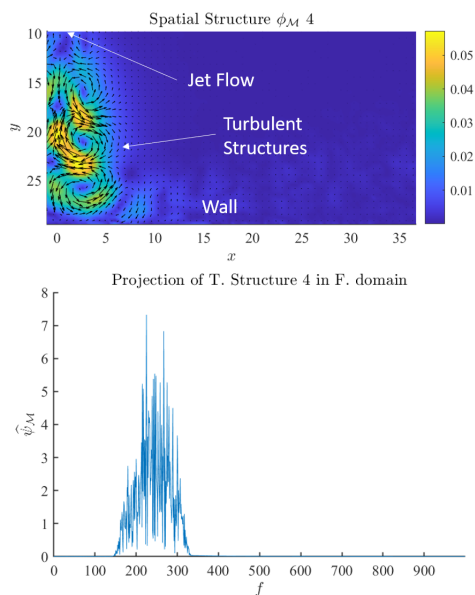 Spatial Structure ϕ_ℳ 4
10
15
20
25
y
0 5 10 15 20 25 30 35
x
0.05
0.04
0.03
0.02
0.01
Jet Flow
Turbulent
Structures
Wall
Projection of T. Structure 4 in F. domain
8
7
6
5
4
3
2
1
0
ψ̂_ℳ
0 100 200 300 400 500 600 700 800 900
f